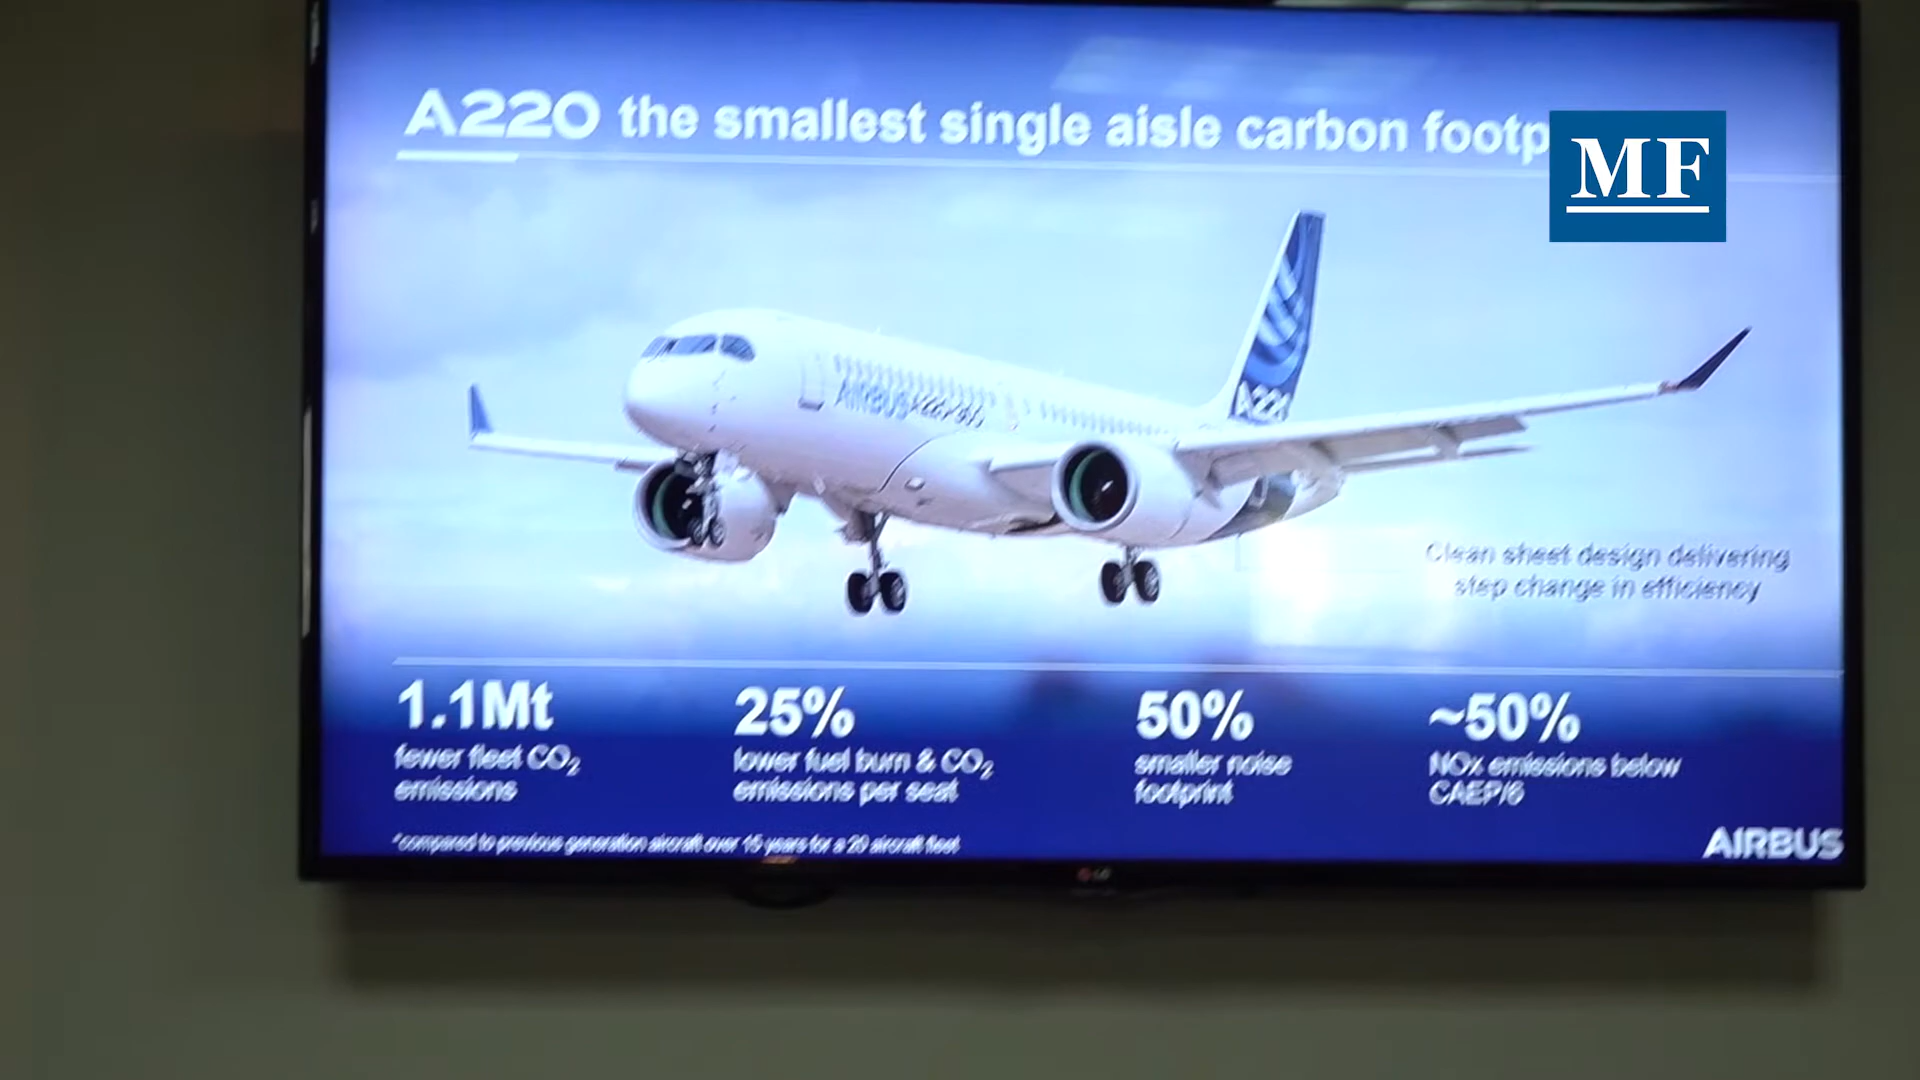 A220 the smallest single aisle carbon footp
MF
AIRBUS
A220
Clean sheet design delivering
step change in efficiency
1.1Mt
fewer fleet CO₂
emissions
25%
lower fuel burn & CO₂
emissions per seat
50%
smaller noise
footprint
~50%
NOx emissions below
CAEP/6
*compared to previous generation aircraft over 15 years for a 20 aircraft fleet
AIRBUS
LG